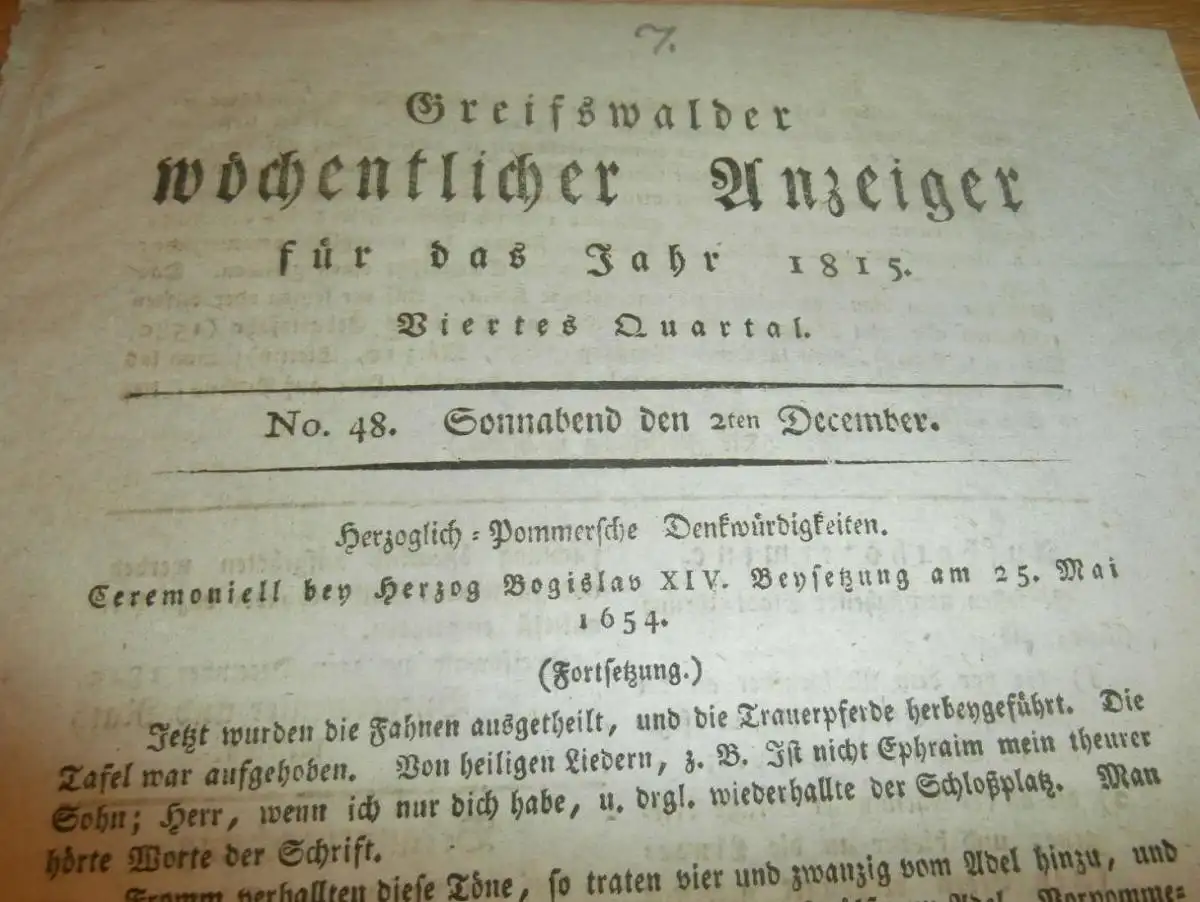 7.
Greifswalder
wöchentlicher Anzeiger
für das Jahr 1815.
Viertes Quartal.
No. 48. Sonnabend den 2ten December.
Herzoglich-Pommersche Denkwürdigkeiten.
Ceremoniell bey Herzog Bogislav XIV. Beysetzung am 25. Mai
1654.
(Fortsetzung.)
Jetzt wurden die Fahnen ausgetheilt, und die Trauerpferde herbeygeführt. Die
Tafel war aufgehoben. Von heiligen Liedern, z. B. Ist nicht Ephraim mein theurer
Sohn; Herr, wenn ich nur dich habe, u. drgl. wiederhallte der Schloßplatz. Man
hörte Worte der Schrift.
Fromm verhallten diese Töne, so traten vier und zwanzig vom Adel hinzu, und
Adel. Vorpomme-